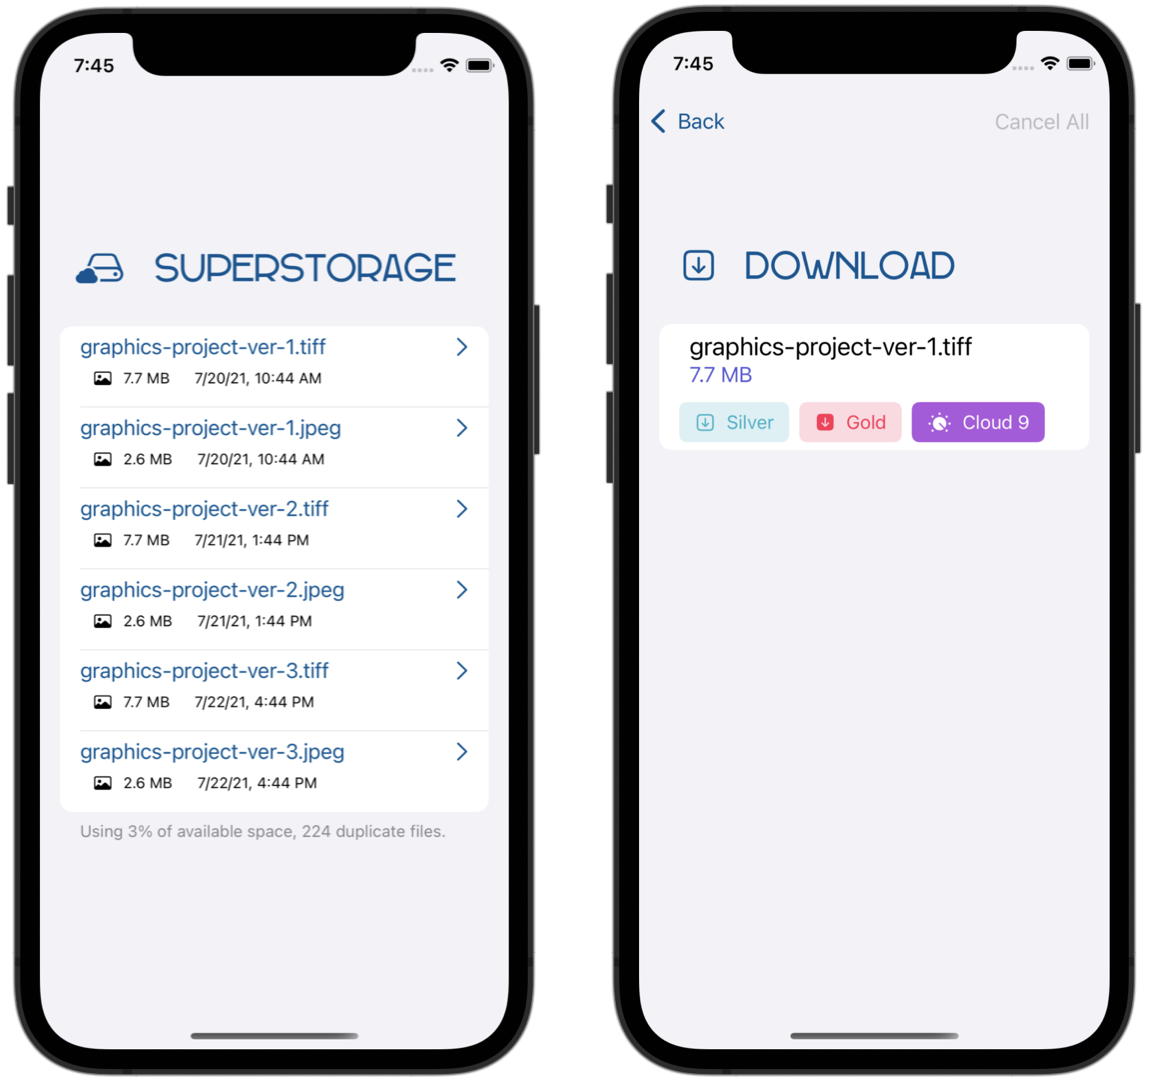 7:45
SUPERSTORAGE
graphics-project-ver-1.tiff
7.7 MB 7/20/21, 10:44 AM
graphics-project-ver-1.jpeg
2.6 MB 7/20/21, 10:44 AM
graphics-project-ver-2.tiff
7.7 MB 7/21/21, 1:44 PM
graphics-project-ver-2.jpeg
2.6 MB 7/21/21, 1:44 PM
graphics-project-ver-3.tiff
7.7 MB 7/22/21, 4:44 PM
graphics-project-ver-3.jpeg
2.6 MB 7/22/21, 4:44 PM
Using 3% of available space, 224 duplicate files.
7:45
Back Cancel All
DOWNLOAD
graphics-project-ver-1.tiff
7.7 MB
Silver Gold Cloud 9